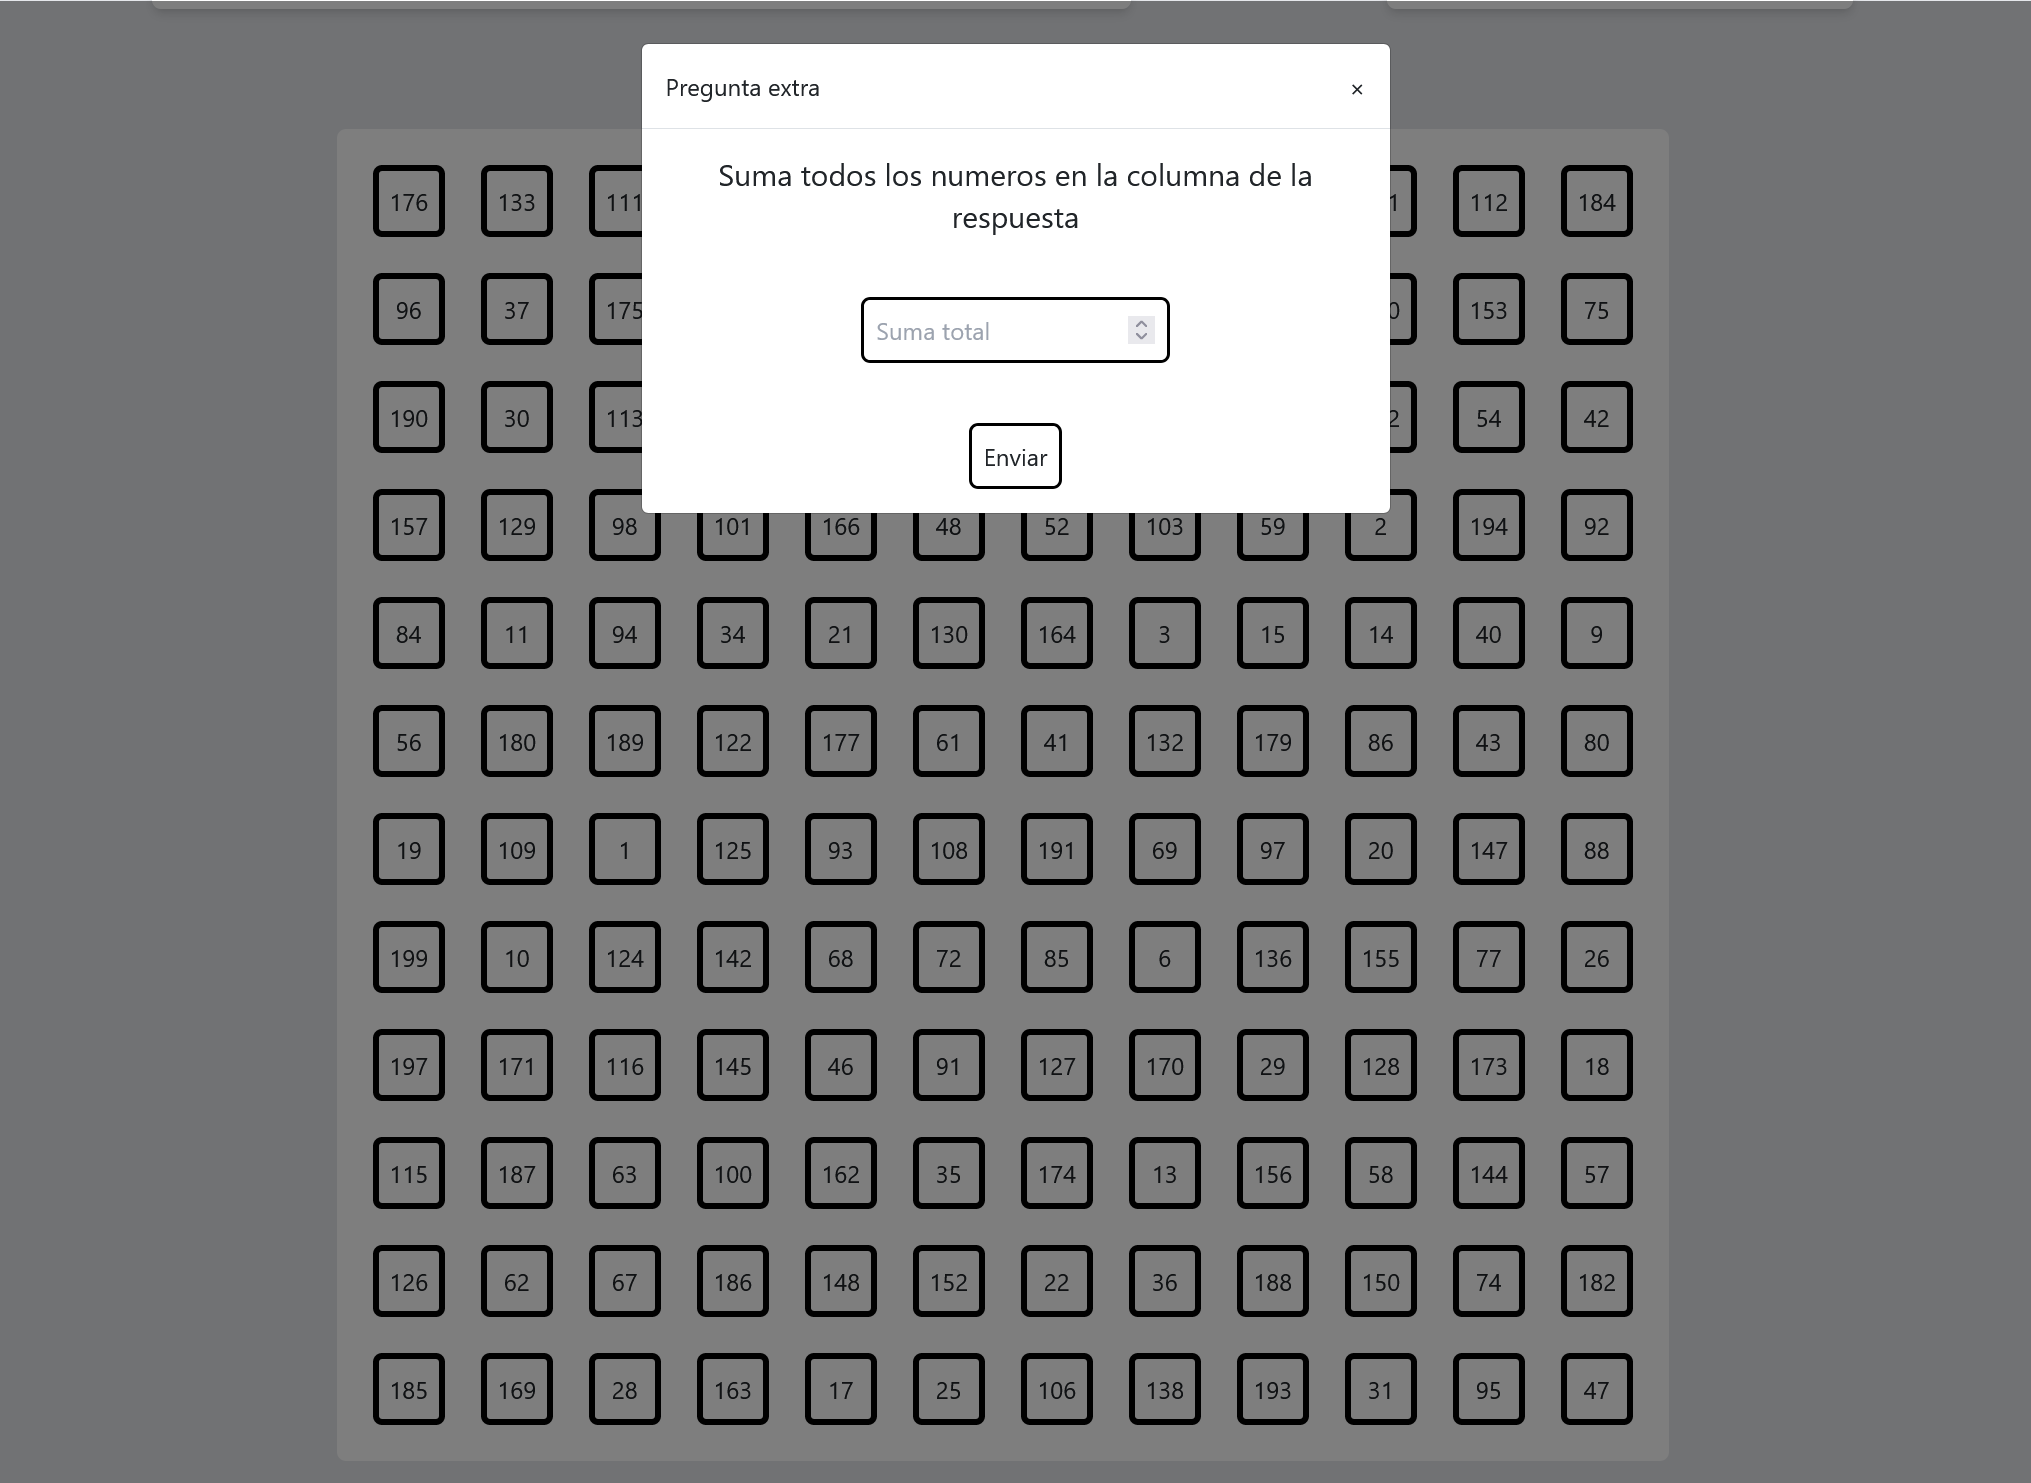 Pregunta extra ×
Suma todos los numeros en la columna de la
respuesta
Suma total
Enviar
176 133 111 112 184
96 37 175 153 75
190 30 113 54 42
157 129 98 101 166 48 52 103 59 2 194 92
84 11 94 34 21 130 164 3 15 14 40 9
56 180 189 122 177 61 41 132 179 86 43 80
19 109 1 125 93 108 191 69 97 20 147 88
199 10 124 142 68 72 85 6 136 155 77 26
197 171 116 145 46 91 127 170 29 128 173 18
115 187 63 100 162 35 174 13 156 58 144 57
126 62 67 186 148 152 22 36 188 150 74 182
185 169 28 163 17 25 106 138 193 31 95 47